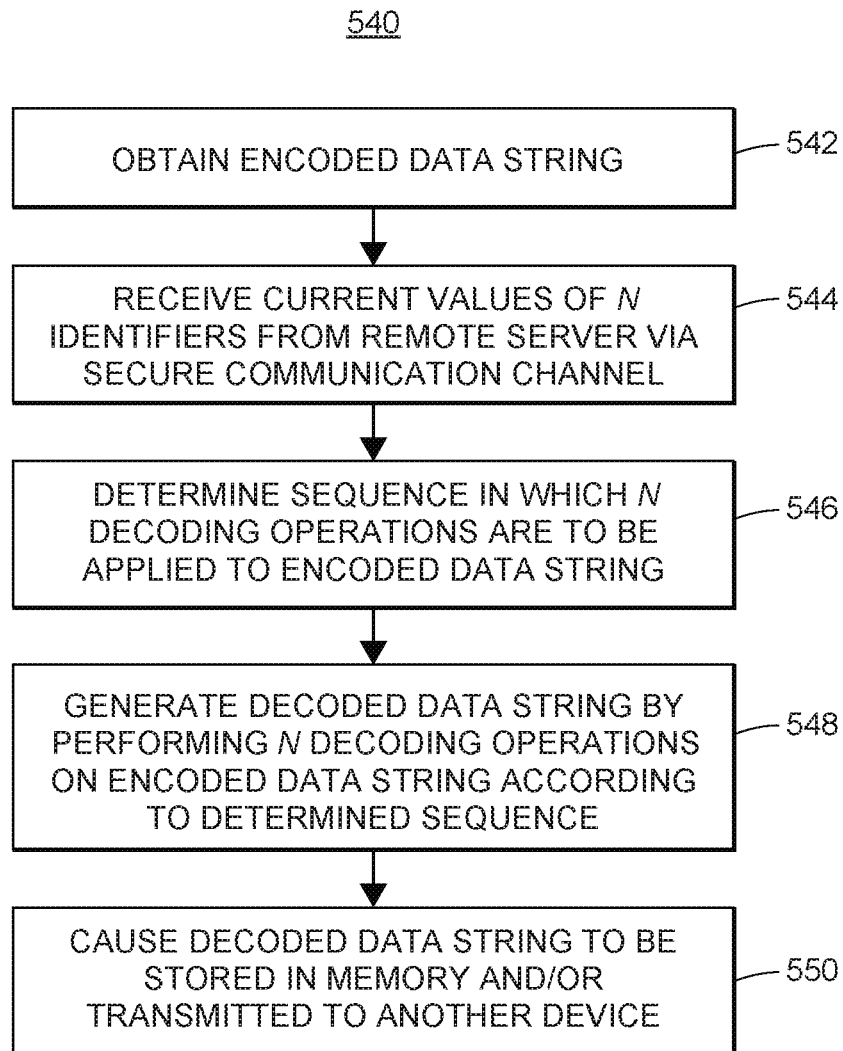 540
OBTAIN ENCODED DATA STRING
542
RECEIVE CURRENT VALUES OF N
IDENTIFIERS FROM REMOTE SERVER VIA
SECURE COMMUNICATION CHANNEL
544
DETERMINE SEQUENCE IN WHICH N
DECODING OPERATIONS ARE TO BE
APPLIED TO ENCODED DATA STRING
546
GENERATE DECODED DATA STRING BY
PERFORMING N DECODING OPERATIONS
ON ENCODED DATA STRING ACCORDING
TO DETERMINED SEQUENCE
548
CAUSE DECODED DATA STRING TO BE
STORED IN MEMORY AND/OR
TRANSMITTED TO ANOTHER DEVICE
550